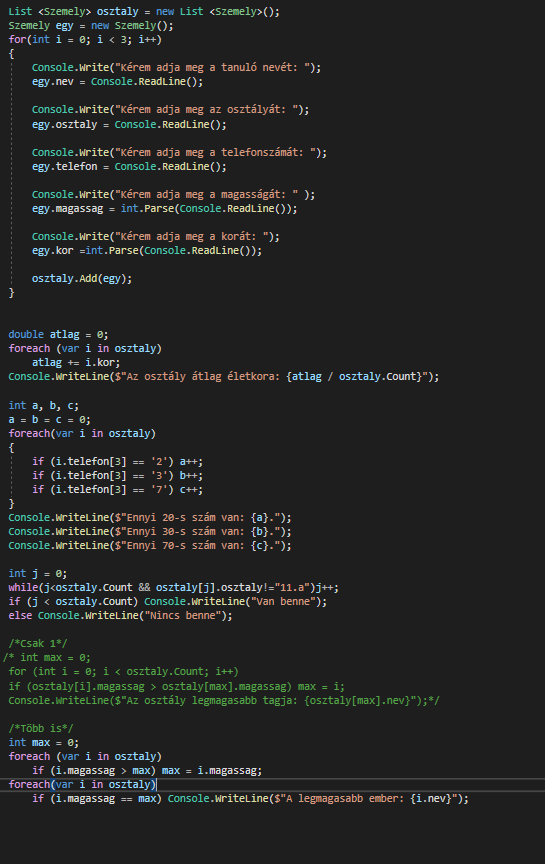 List <Szemely> osztaly = new List <Szemely>();
Szemely egy = new Szemely();
for(int i = 0; i < 3; i++)
{
Console.Write("Kérem adja meg a tanuló nevét: ");
egy.nev = Console.ReadLine();
Console.Write("Kérem adja meg az osztályát: ");
egy.osztaly = Console.ReadLine();
Console.Write("Kérem adja meg a telefonszámát: ");
egy.telefon = Console.ReadLine();
Console.Write("Kérem adja meg a magasságát: " );
egy.magassag = int.Parse(Console.ReadLine());
Console.Write("Kérem adja meg a korát: ");
egy.kor =int.Parse(Console.ReadLine());
osztaly.Add(egy);
}
double atlag = 0;
foreach (var i in osztaly)
atlag += i.kor;
Console.WriteLine($"Az osztály átlag életkora: {atlag / osztaly.Count}");
int a, b, c;
a = b = c = 0;
foreach(var i in osztaly)
{
if (i.telefon[3] == '2') a++;
if (i.telefon[3] == '3') b++;
if (i.telefon[3] == '7') c++;
}
Console.WriteLine($"Ennyi 20-s szám van: {a}.");
Console.WriteLine($"Ennyi 30-s szám van: {b}.");
Console.WriteLine($"Ennyi 70-s szám van: {c}.");
int j = 0;
while(j<osztaly.Count && osztaly[j].osztaly!="11.a")j++;
if (j < osztaly.Count) Console.WriteLine("Van benne");
else Console.WriteLine("Nincs benne");
/*Csak 1*/
/* int max = 0;
for (int i = 0; i < osztaly.Count; i++)
if (osztaly[i].magassag > osztaly[max].magassag) max = i;
Console.WriteLine($"Az osztály legmagasabb tagja: {osztaly[max].nev}");*/
/*Több is*/
int max = 0;
foreach (var i in osztaly)
if (i.magassag > max) max = i.magassag;
foreach(var i in osztaly)
if (i.magassag == max) Console.WriteLine($"A legmagasabb ember: {i.nev}");